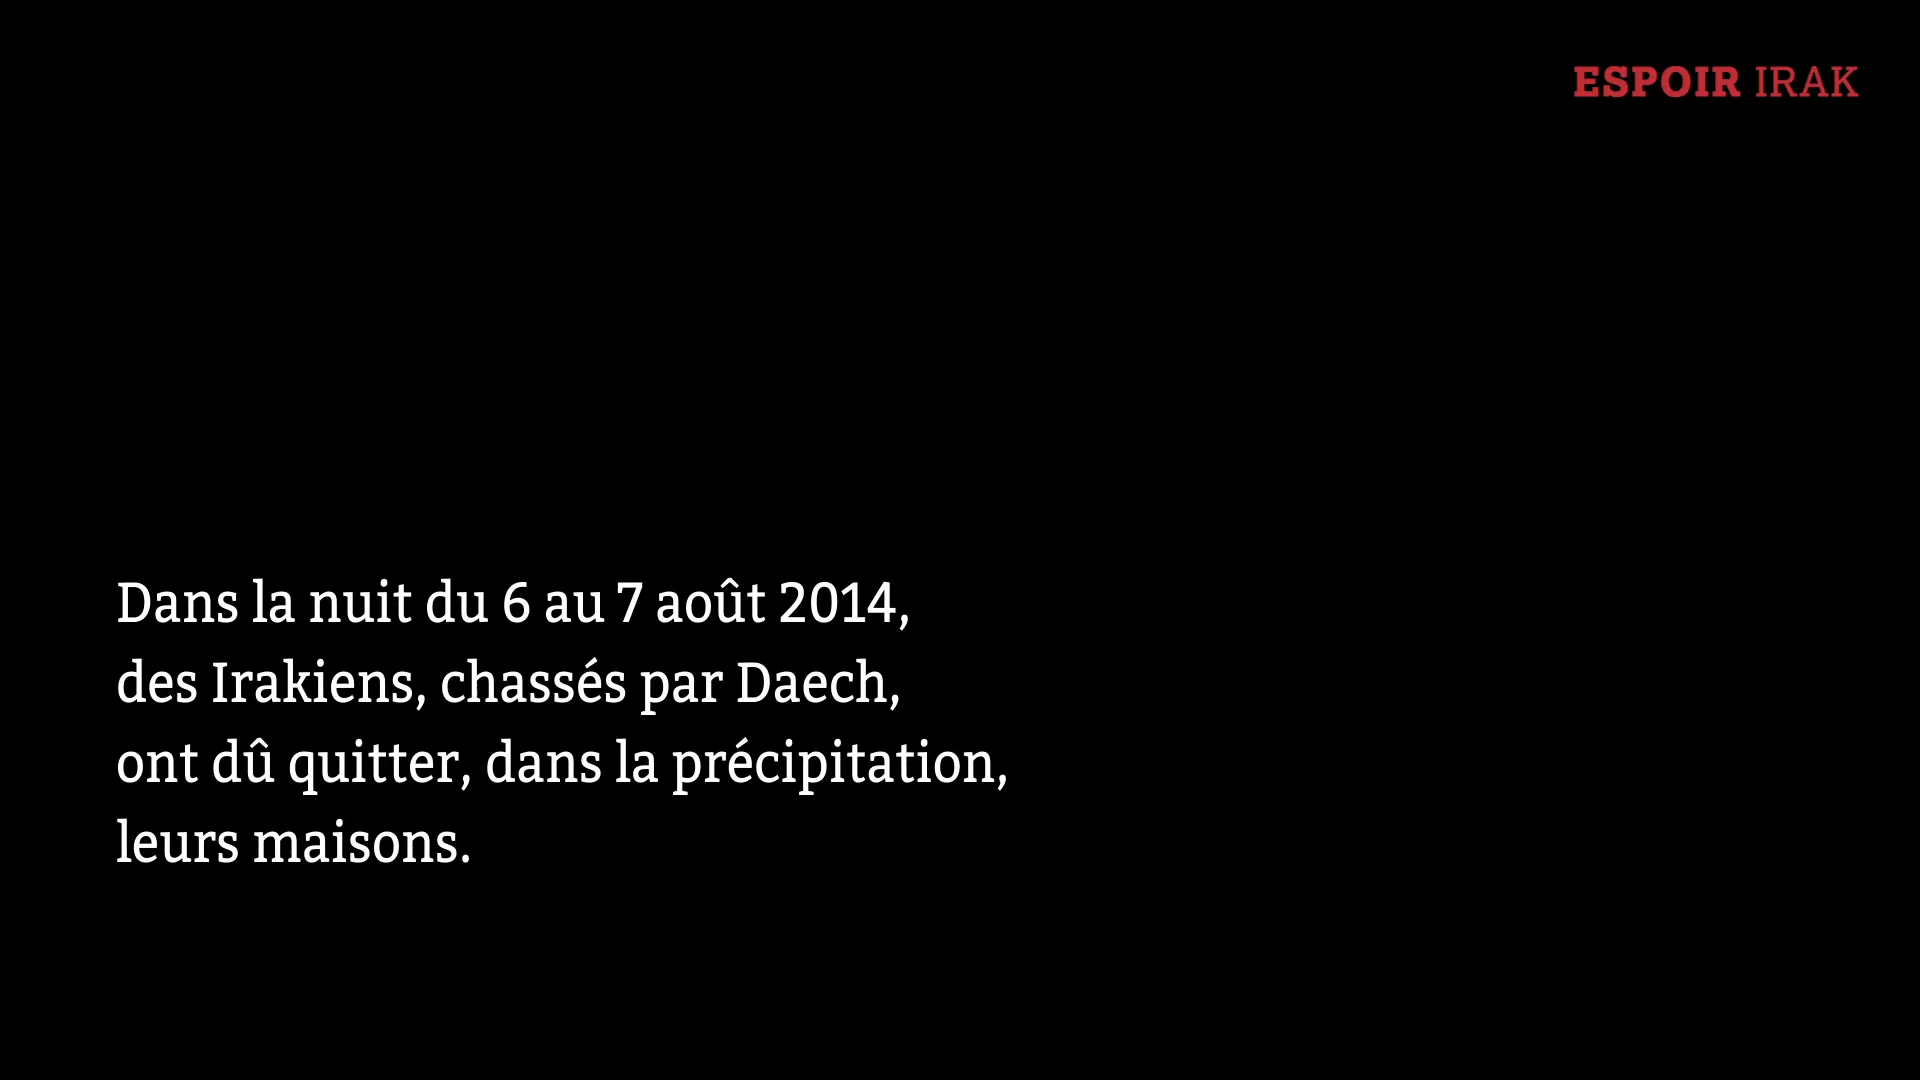 ESPOIR IRAK
Dans la nuit du 6 au 7 août 2014,
des Irakiens, chassés par Daech,
ont dû quitter, dans la précipitation,
leurs maisons.